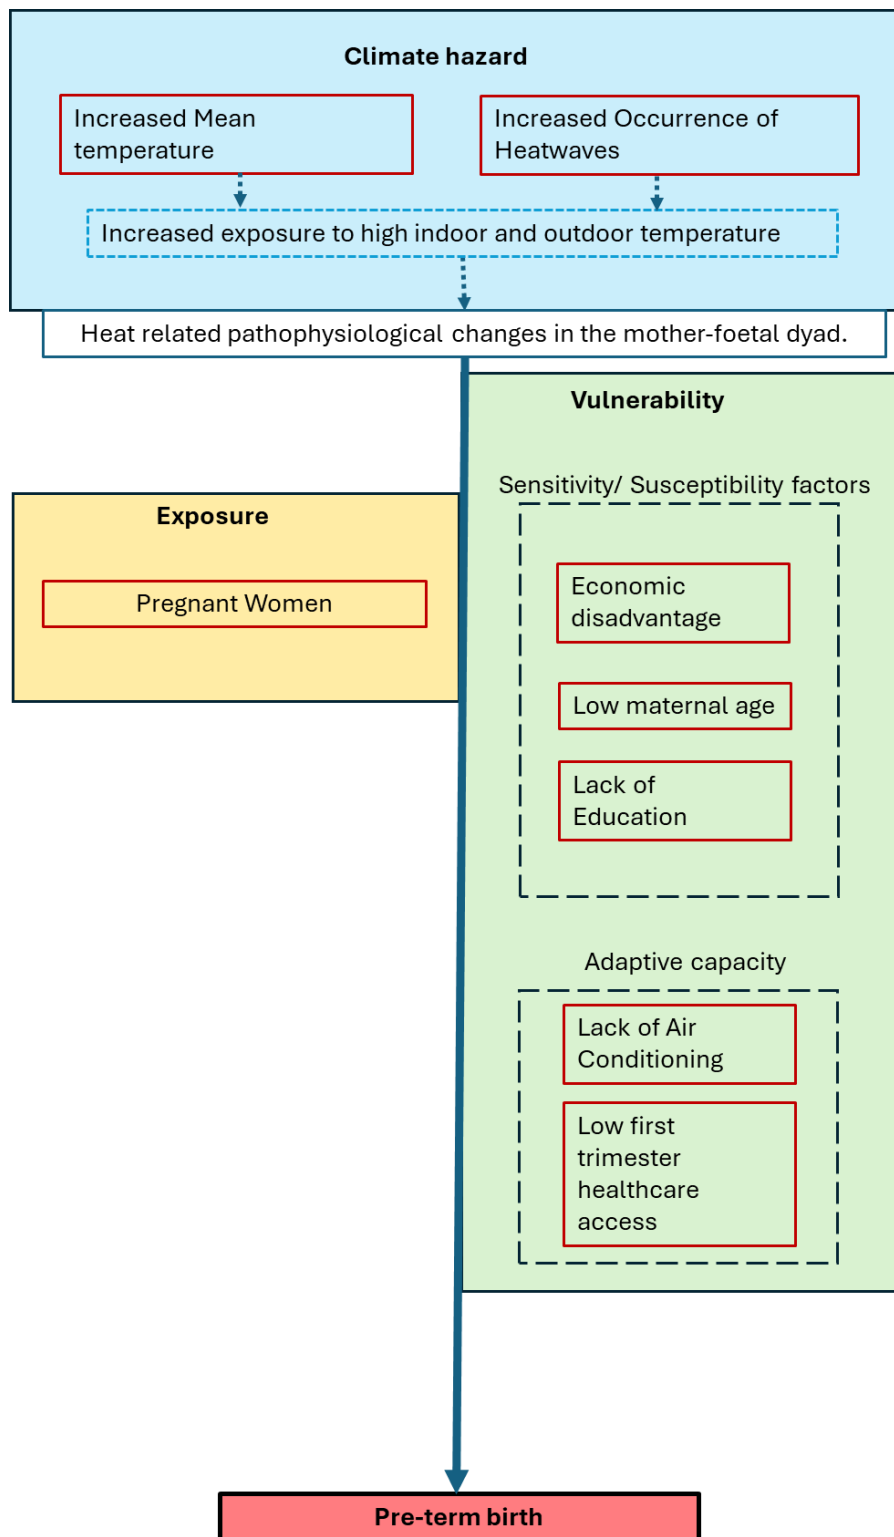 Climate hazard
Increased Mean
temperature
Increased Occurrence of
Heatwaves
Increased exposure to high indoor and outdoor temperature
Heat related pathophysiological changes in the mother-foetal dyad.
Vulnerability
Sensitivity/ Susceptibility factors
Exposure
Pregnant Women
Economic
disadvantage
Low maternal age
Lack of
Education
Adaptive capacity
Lack of Air
Conditioning
Low first
trimester
healthcare
access
Pre-term birth